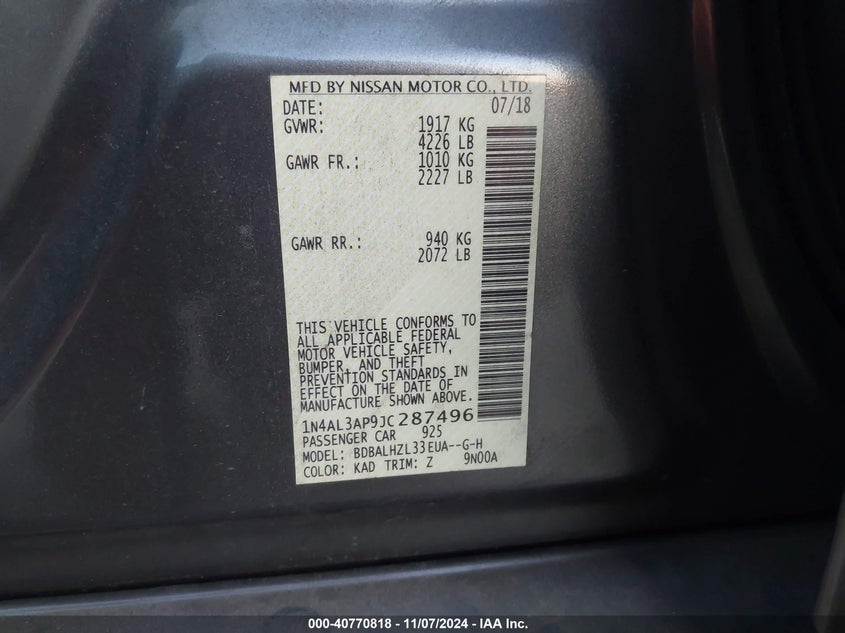 MFD BY NISSAN MOTOR CO., LTD.
DATE: 07/18
GVWR: 1917 KG
4226 LB
GAWR FR.: 1010 KG
2227 LB
GAWR RR.: 940 KG
2072 LB
THIS VEHICLE CONFORMS TO
ALL APPLICABLE FEDERAL
MOTOR VEHICLE SAFETY,
BUMPER, AND THEFT
PREVENTION STANDARDS IN
EFFECT ON THE DATE OF
MANUFACTURE SHOWN ABOVE.
1N4AL3AP9JC287496
PASSENGER CAR 925
MODEL: BDBALHZL33EUA--G-H
COLOR: KAD TRIM: Z 9N00A
000-40770818 - 11/07/2024 - IAA Inc.